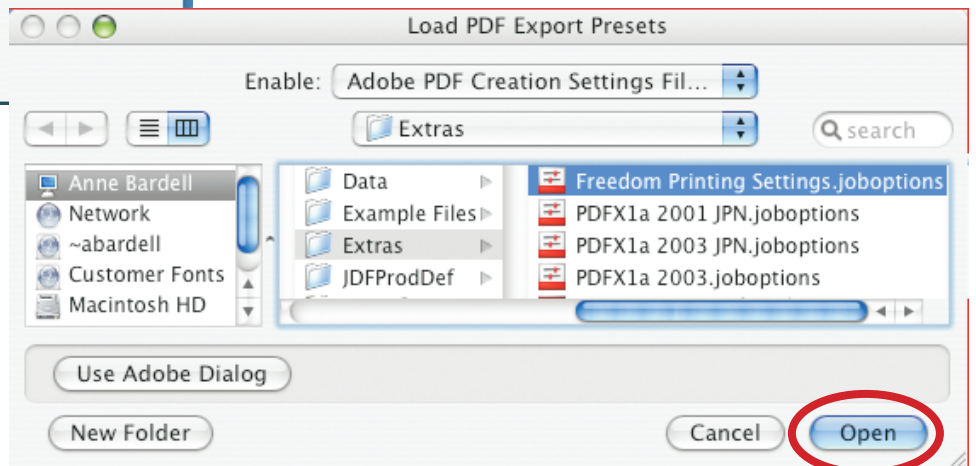 Load PDF Export Presets
Enable: Adobe PDF Creation Settings Fil...
Extras
search
Anne Bardell
Network
~abardell
Customer Fonts
Macintosh HD
Data
Example Files
Extras
JDFProdDef
Freedom Printing Settings.joboptions
PDFX1a 2001 JPN.joboptions
PDFX1a 2003 JPN.joboptions
PDFX1a 2003.joboptions
Use Adobe Dialog
New Folder
Cancel
Open